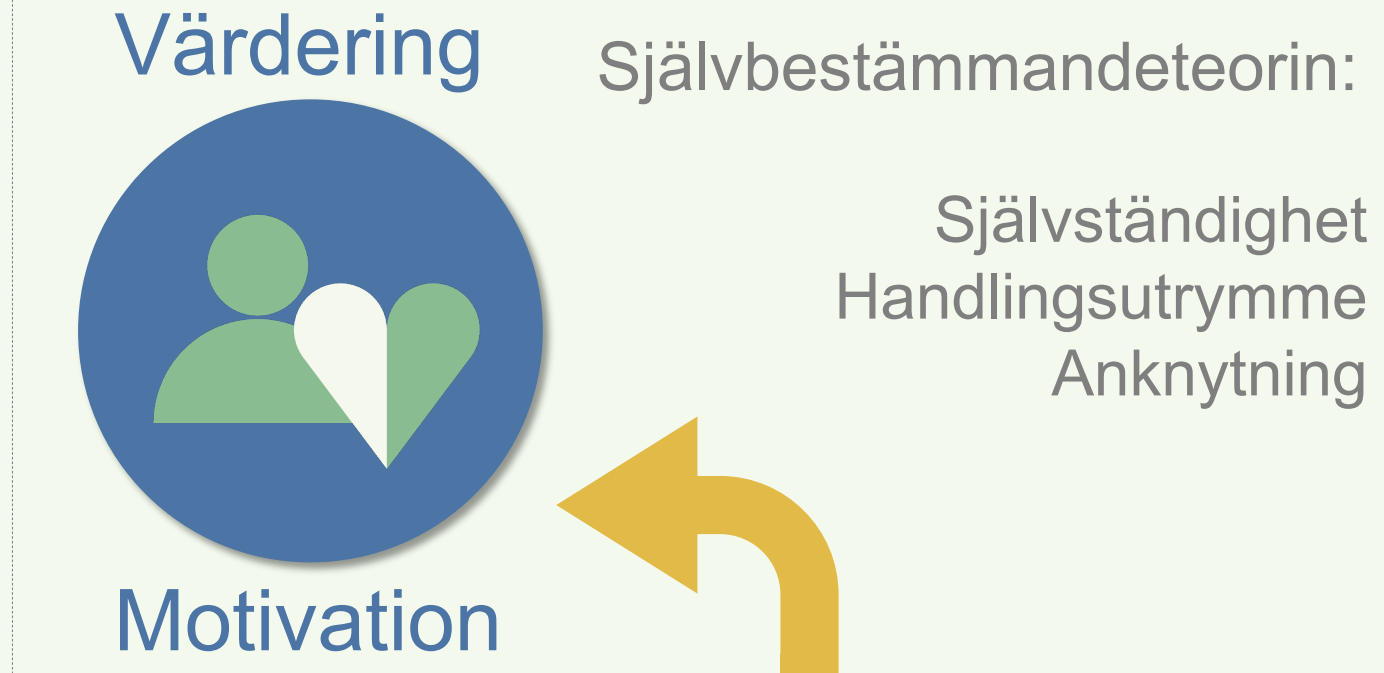 Värdering
Självbestämmandeteorin:
Självständighet
Handlingsutrymme
Anknytning
Motivation